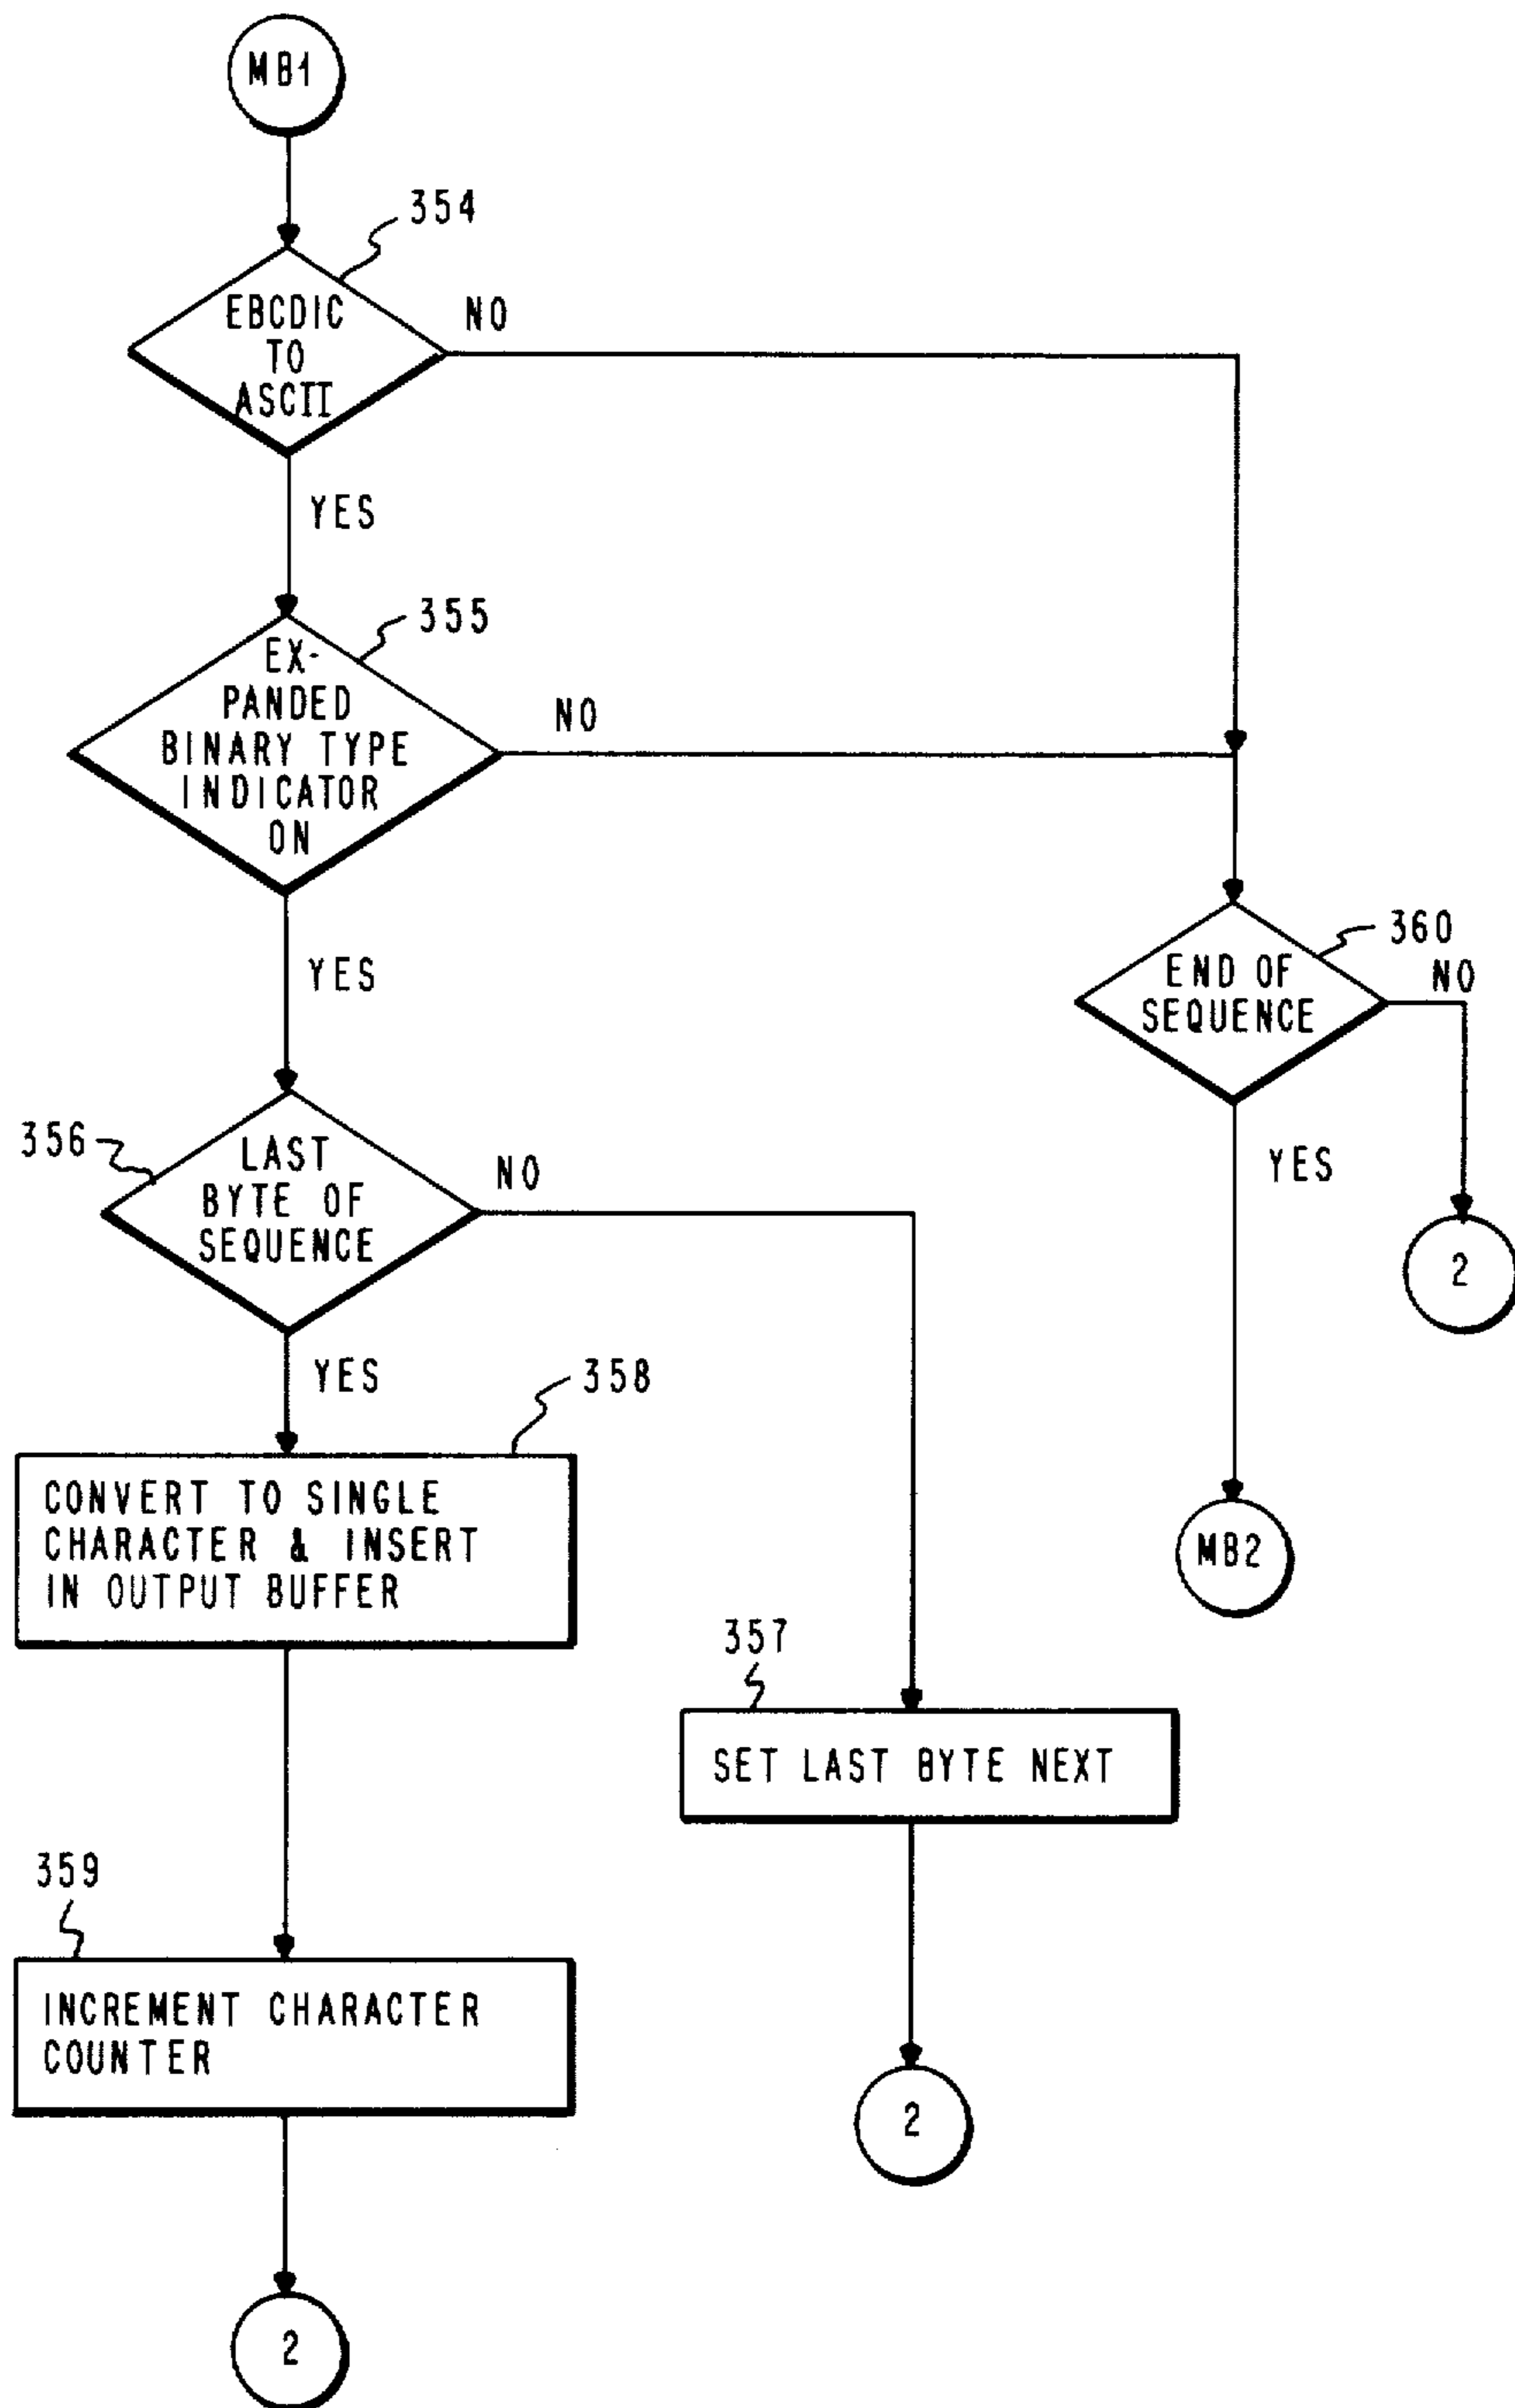 MB1
354
EBCDIC
TO
ASCII
NO
YES
355
EX-
PANDED
BINARY TYPE
INDICATOR
ON
NO
YES
360
END OF
SEQUENCE
NO
YES
2
MB2
356
LAST
BYTE OF
SEQUENCE
NO
YES
358
CONVERT TO SINGLE
CHARACTER & INSERT
IN OUTPUT BUFFER
357
SET LAST BYTE NEXT
2
359
INCREMENT CHARACTER
COUNTER
2